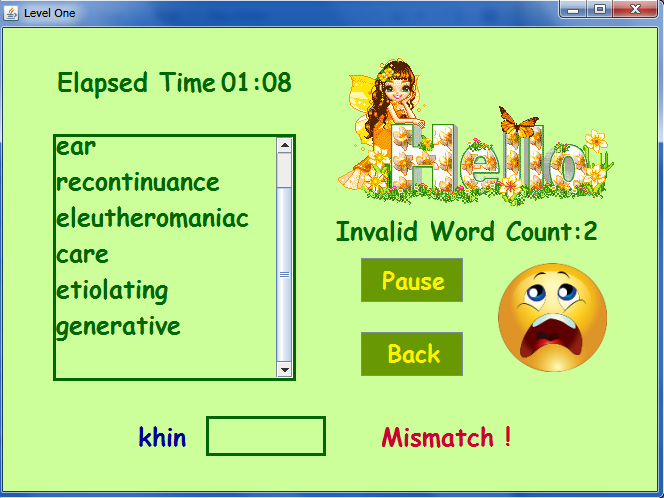 Level One
Elapsed Time 01:08
Hello
ear
recontinuance
eleutheromaniac
care
etiolating
generative
Invalid Word Count:2
Pause
Back
khin
Mismatch !